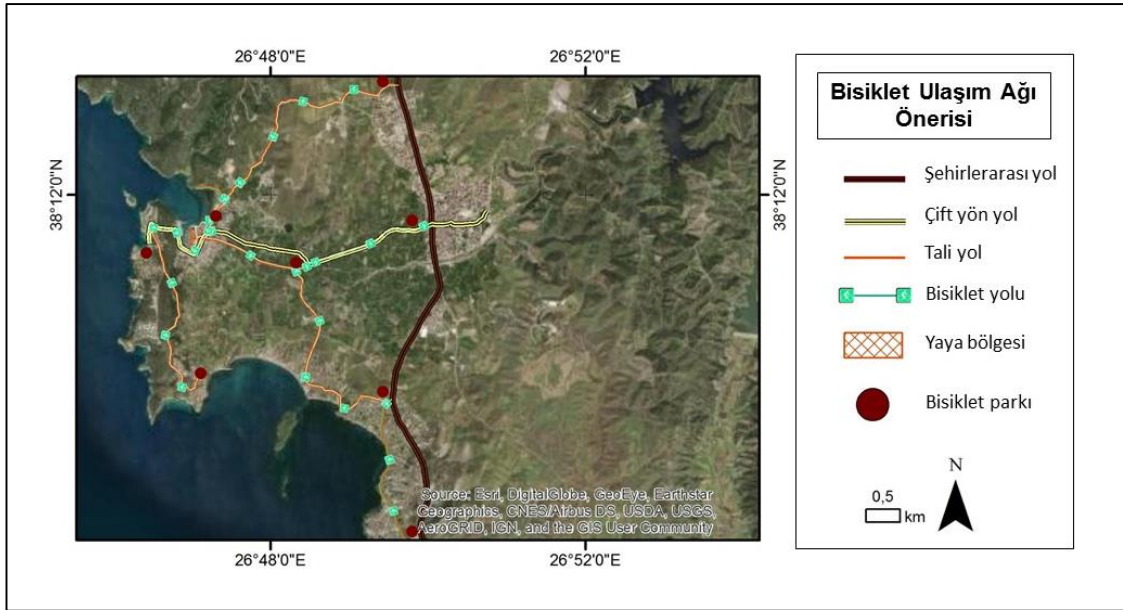 26°48'0"E 26°52'0"E
38°12'0"N 38°12'0"N
Source: Esri, DigitalGlobe, GeoEye, Earthstar
Geographics, CNES/Airbus DS, USDA, USGS,
AeroGRID, IGN, and the GIS User Community
26°48'0"E 26°52'0"E
Bisiklet Ulaşım Ağı
Önerisi
Şehirlerarası yol
Çift yön yol
Tali yol
Bisiklet yolu
Yaya bölgesi
Bisiklet parkı
N
0,5
km